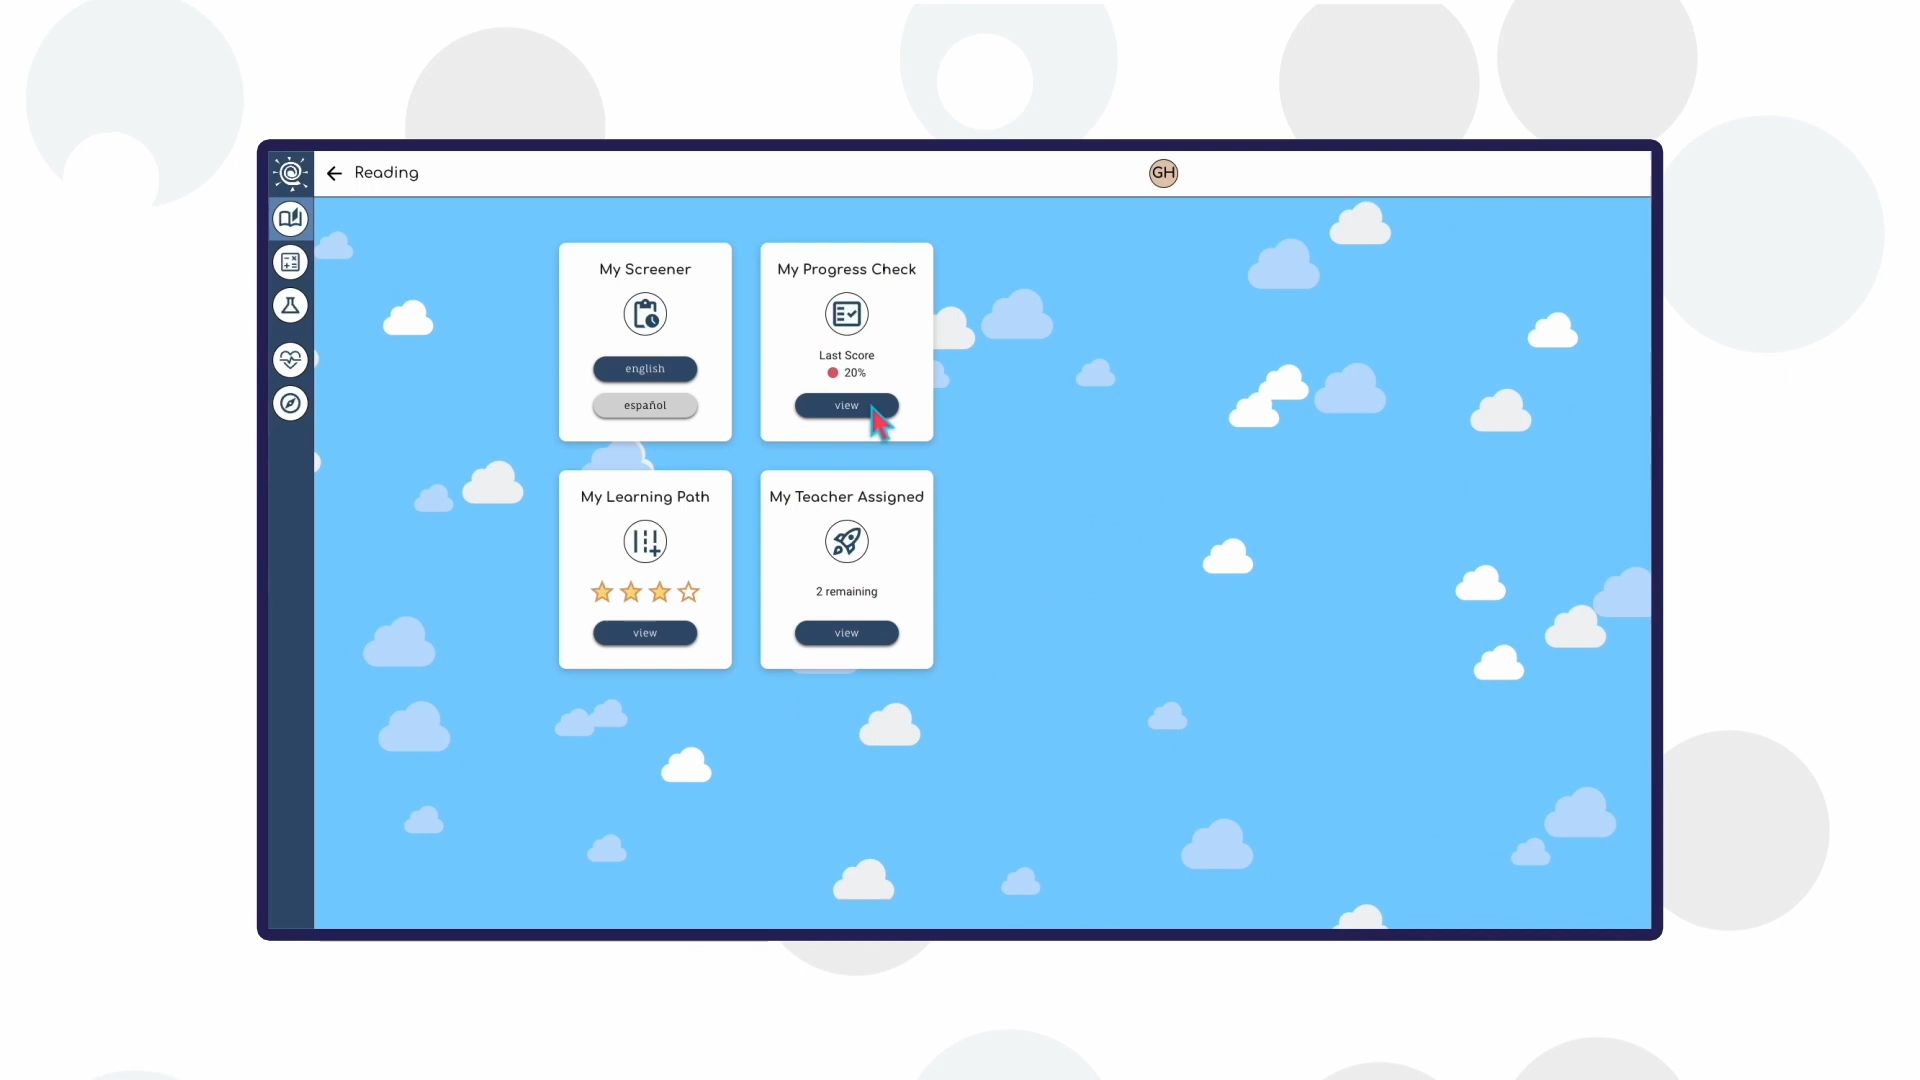 Reading
GH
My Screener
english
español
My Progress Check
Last Score
20%
view
My Learning Path
view
My Teacher Assigned
2 remaining
view